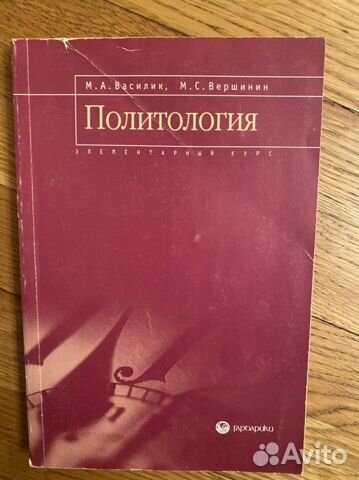 М.А.Василик, М.С.Вершинин
Политология
ЭЛЕМЕНТАРНЫЙ КУРС
ГАРДАРИКИ
Avito